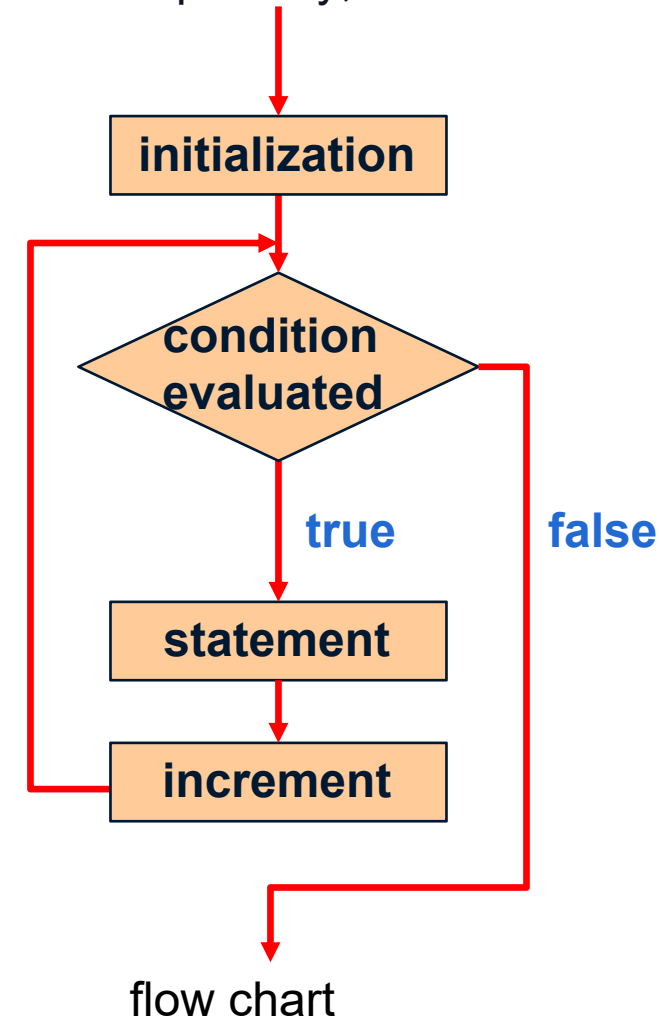 initialization
condition
evaluated
true
false
statement
increment
flow chart